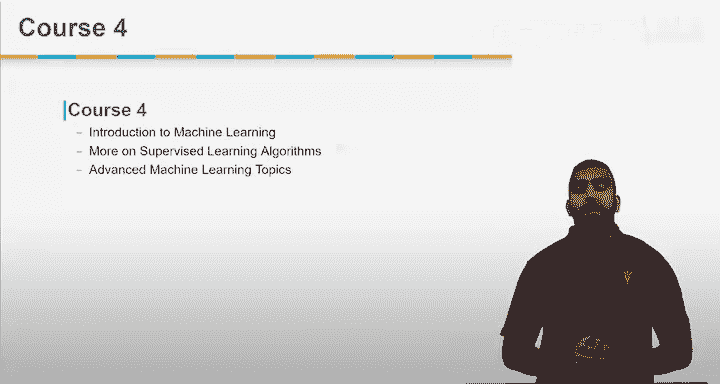 Course 4
Course 4
– Introduction to Machine Learning
– More on Supervised Learning Algorithms
– Advanced Machine Learning Topics